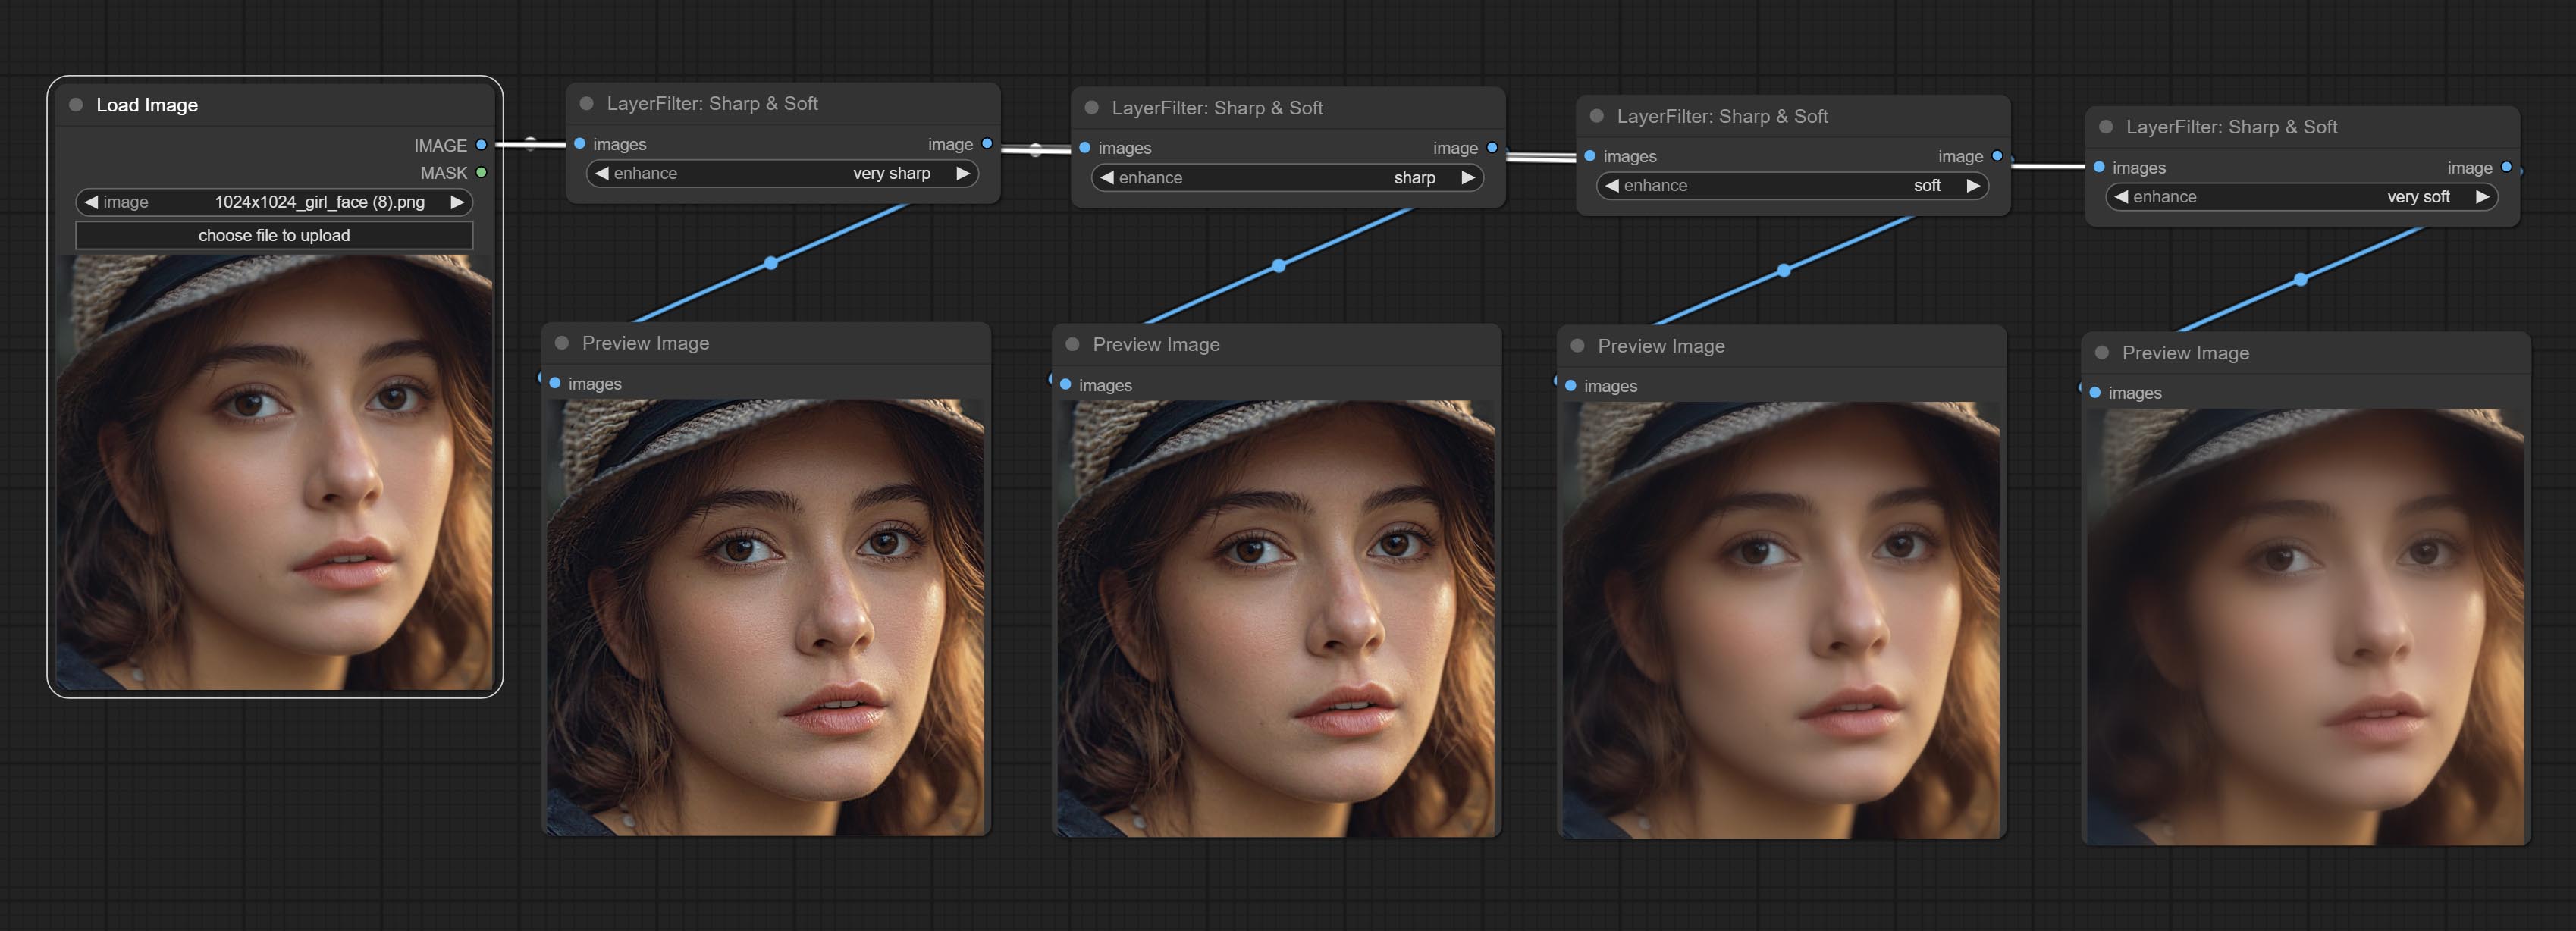 Load Image
IMAGE
MASK
image 1024x1024_girl_face (8).png
choose file to upload
LayerFilter: Sharp & Soft
images image
enhance very sharp
LayerFilter: Sharp & Soft
images image
enhance sharp
LayerFilter: Sharp & Soft
images image
enhance soft
LayerFilter: Sharp & Soft
images image
enhance very soft
Preview Image
images
Preview Image
images
Preview Image
images
Preview Image
images